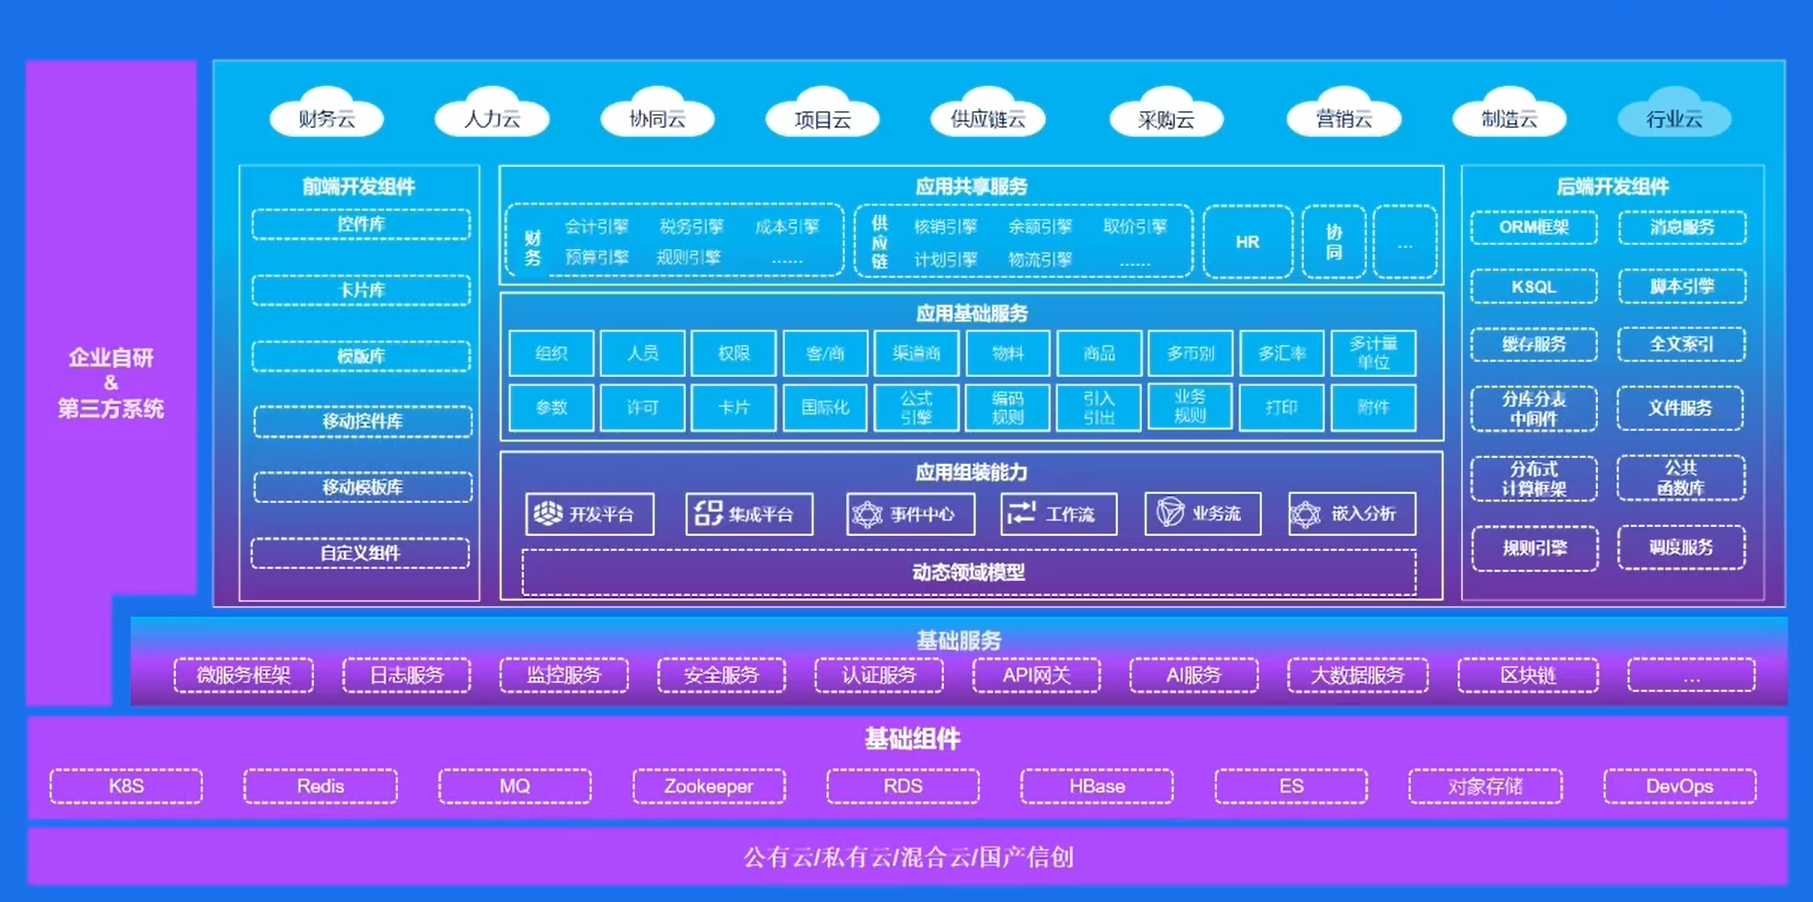 财务云
人力云
协同云
项目云
供应链云
采购云
营销云
制造云
行业云
企业自研
&
第三方系统
前端开发组件
控件库
卡片库
模版库
移动控件库
移动模板库
自定义组件
应用共享服务
财务
会计引擎
税务引擎
成本引擎
预算引擎
规则引擎
......
供应链
核销引擎
余额引擎
取价引擎
计划引擎
物流引擎
......
HR
协同
...
应用基础服务
组织
人员
权限
客/商
渠道商
物料
商品
多币别
多汇率
多计量
单位
参数
许可
卡片
国际化
公式
引擎
编码
规则
引入
引出
业务
规则
打印
附件
应用组装能力
开发平台
集成平台
事件中心
工作流
业务流
嵌入分析
动态领域模型
后端开发组件
ORM框架
消息服务
KSQL
脚本引擎
缓存服务
全文索引
分库分表
中间件
文件服务
分布式
计算框架
公共
函数库
规则引擎
调度服务
基础服务
微服务框架
日志服务
监控服务
安全服务
认证服务
API网关
AI服务
大数据服务
区块链
...
基础组件
K8S
Redis
MQ
Zookeeper
RDS
HBase
ES
对象存储
DevOps
公有云/私有云/混合云/国产信创